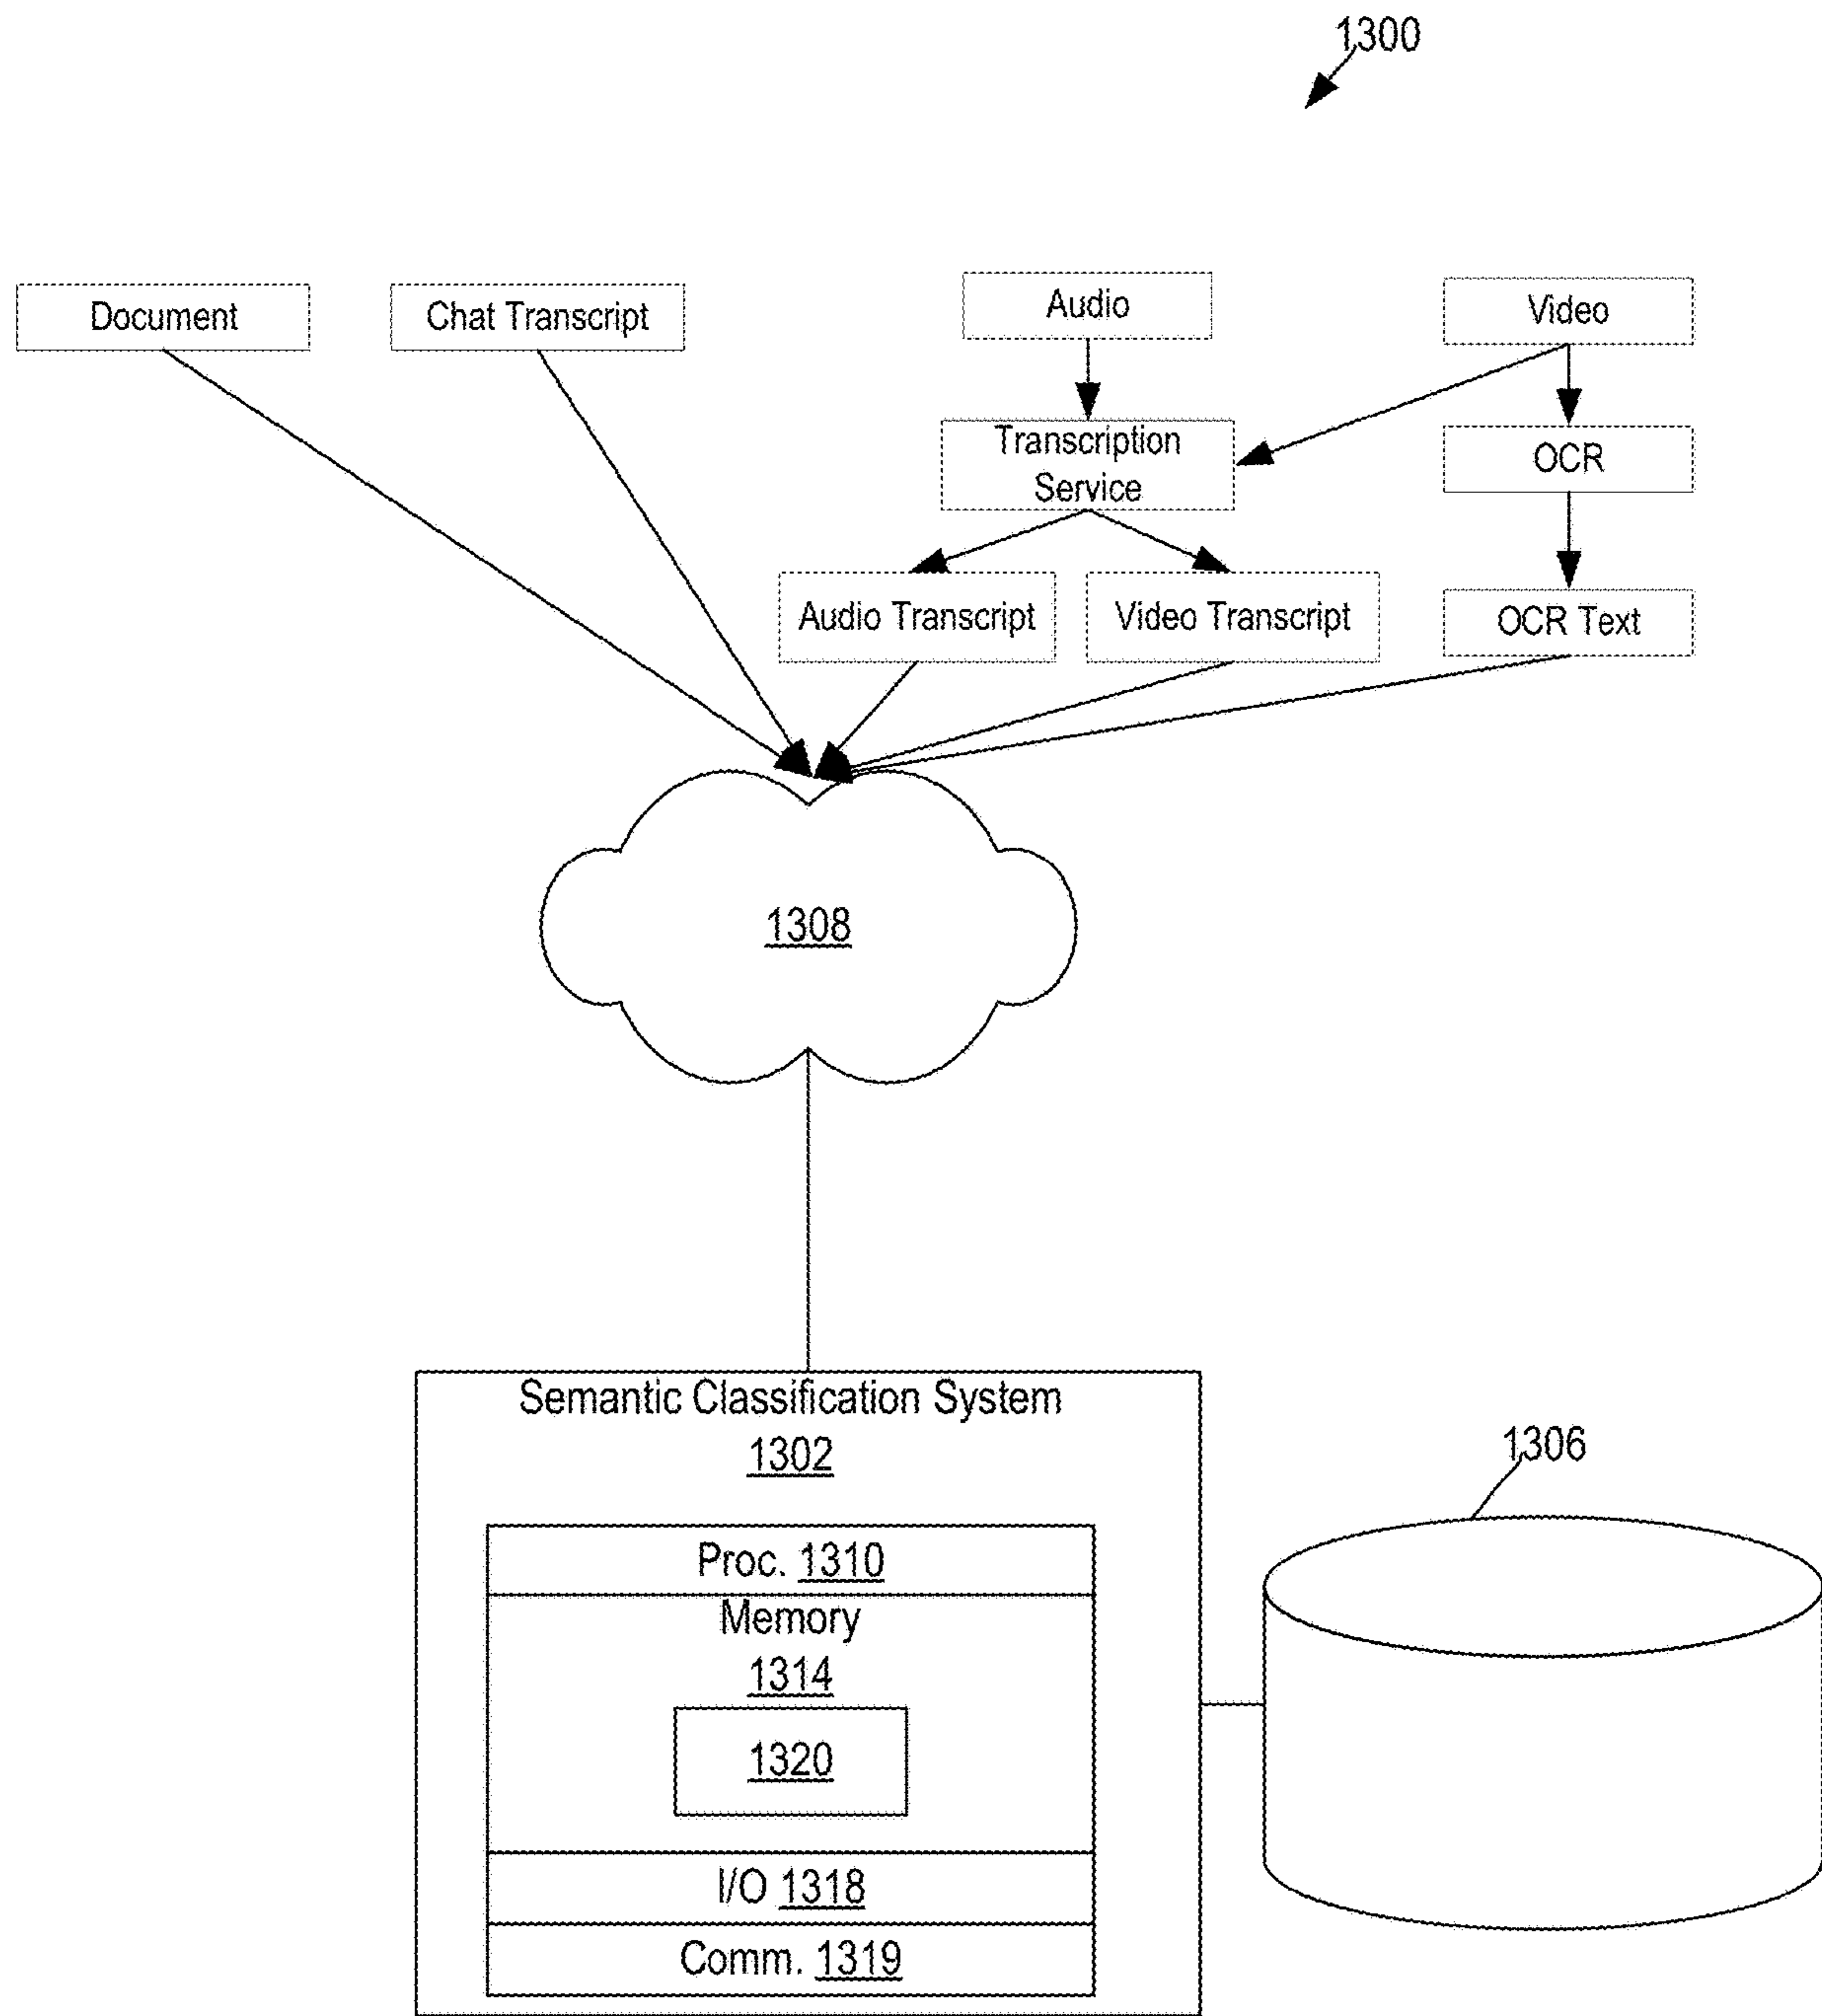 1300
Document
Chat Transcript
Audio
Video
Transcription
Service
OCR
Audio Transcript
Video Transcript
OCR Text
1308
Semantic Classification System
1302
1306
Proc. 1310
Memory
1314
1320
I/O 1318
Comm. 1319